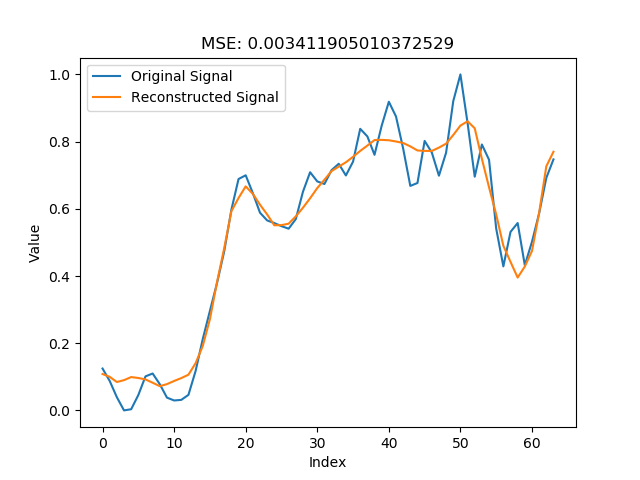 MSE: 0.003411905010372529
Original Signal
Reconstructed Signal
1.0
0.8
0.6
0.4
0.2
0.0
Value
0 10 20 30 40 50 60
Index